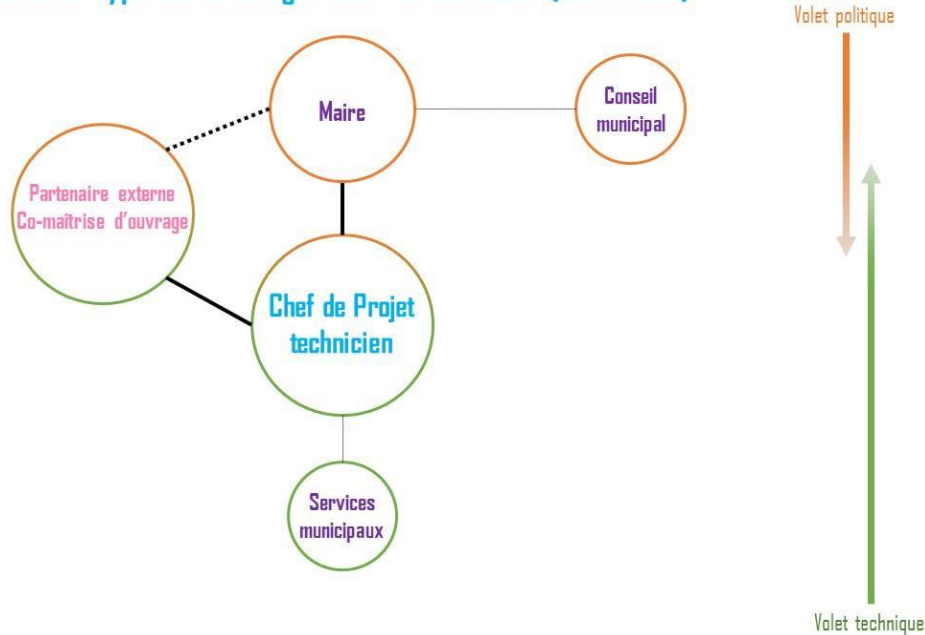 Volet politique
Maire
Conseil
municipal
Partenaire externe
Co-maîtrise d'ouvrage
Chef de Projet
technicien
Services
municipaux
Volet technique